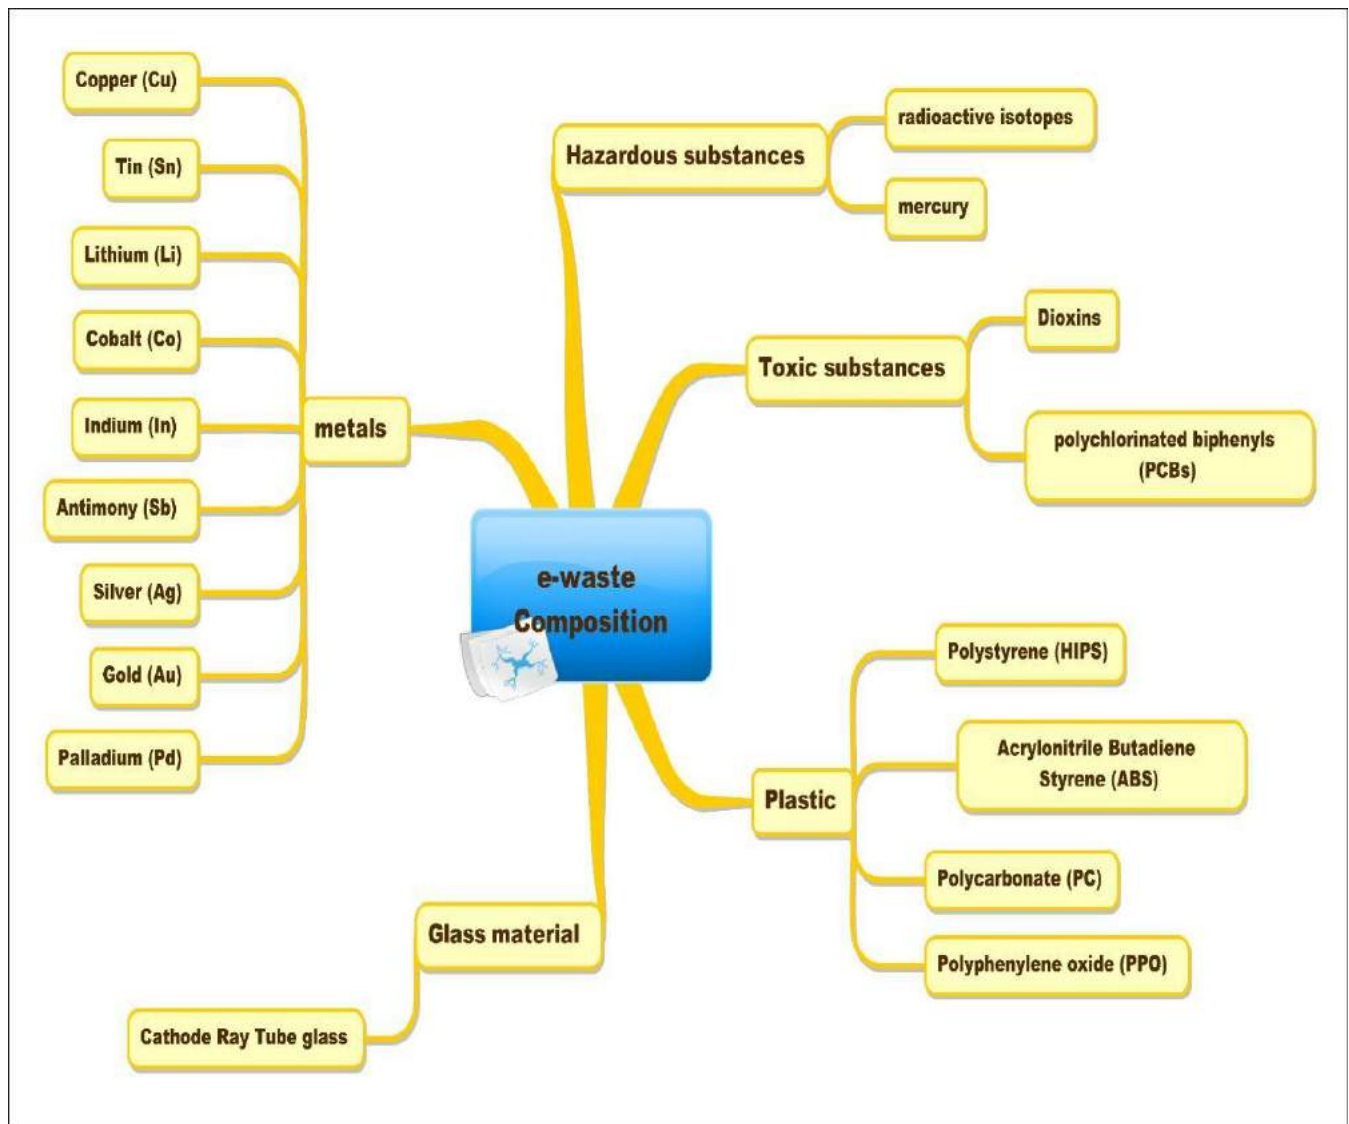 e-waste
Composition
metals
Copper (Cu)
Tin (Sn)
Lithium (Li)
Cobalt (Co)
Indium (In)
Antimony (Sb)
Silver (Ag)
Gold (Au)
Palladium (Pd)
Hazardous substances
radioactive isotopes
mercury
Toxic substances
Dioxins
polychlorinated biphenyls
(PCBs)
Plastic
Polystyrene (HIPS)
Acrylonitrile Butadiene
Styrene (ABS)
Polycarbonate (PC)
Polyphenylene oxide (PPO)
Glass material
Cathode Ray Tube glass